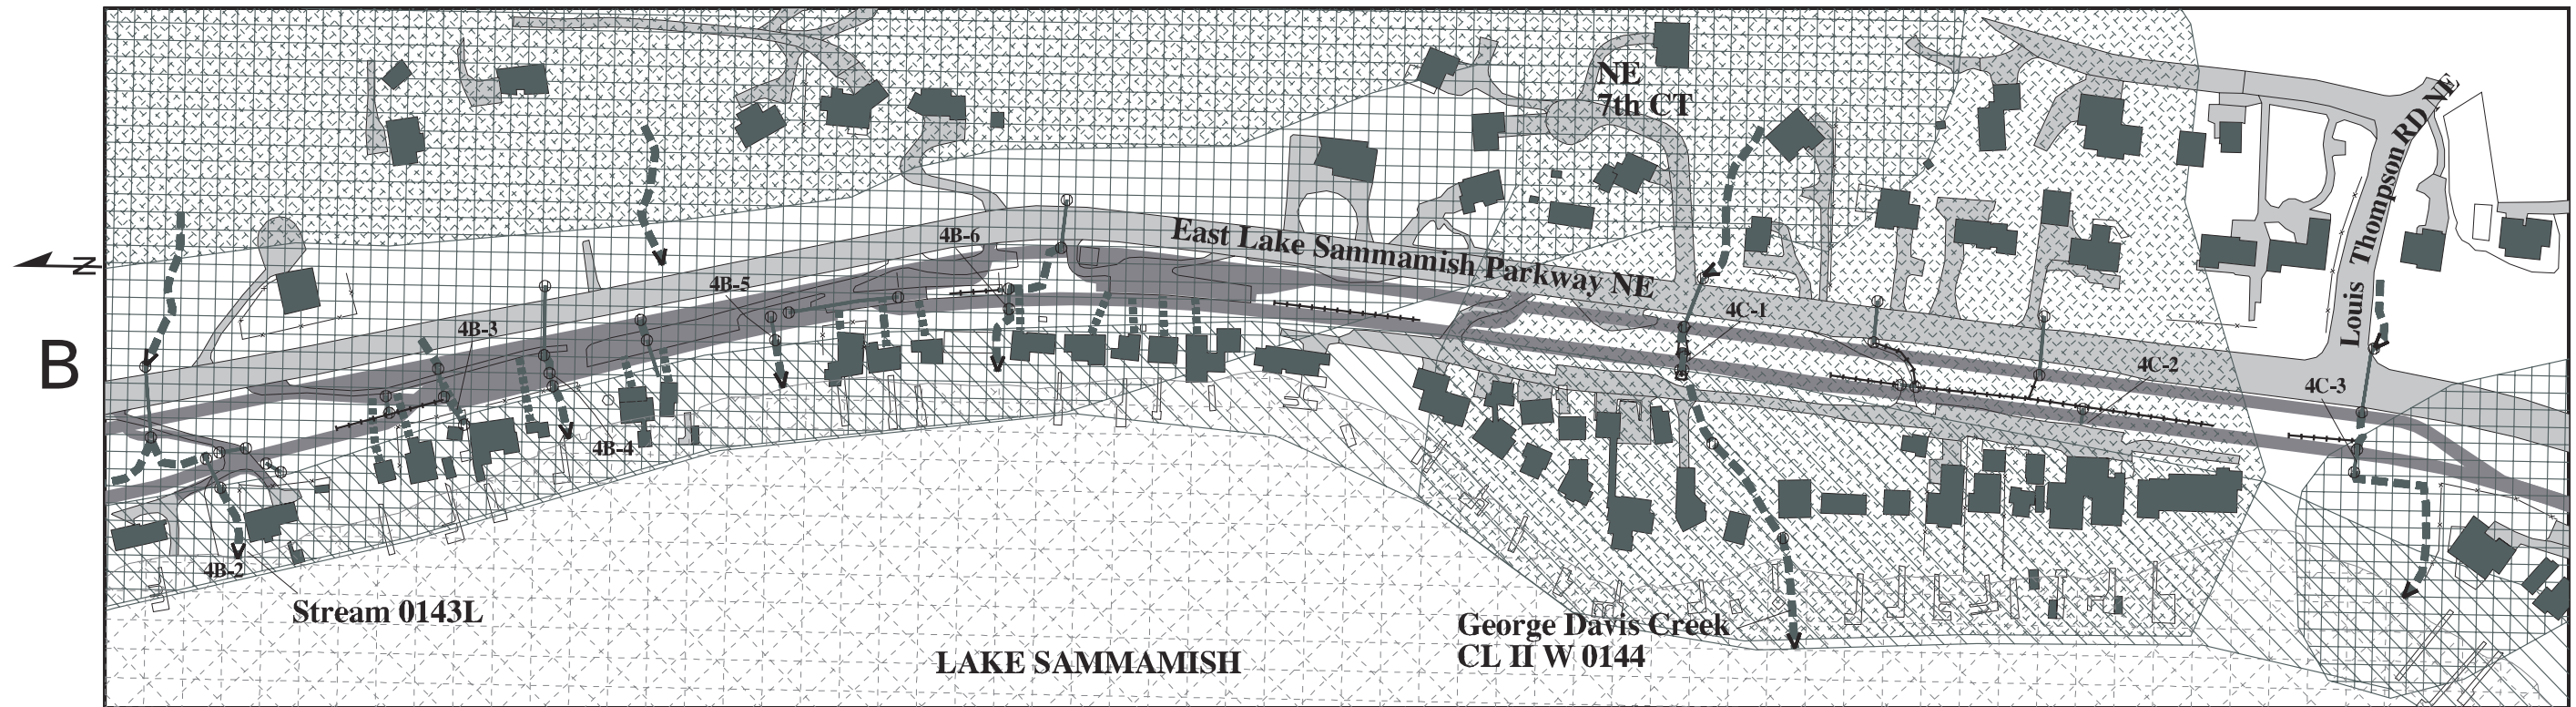 NE
7th CT
Louis Thompson RD NE
East Lake Sammamish Parkway NE
4B-6
N
4B-5
4B-3
4C-1
B
4C-2
4C-3
4B-4
4B-2
Stream 0143L
George Davis Creek
CL II W 0144
LAKE SAMMAMISH